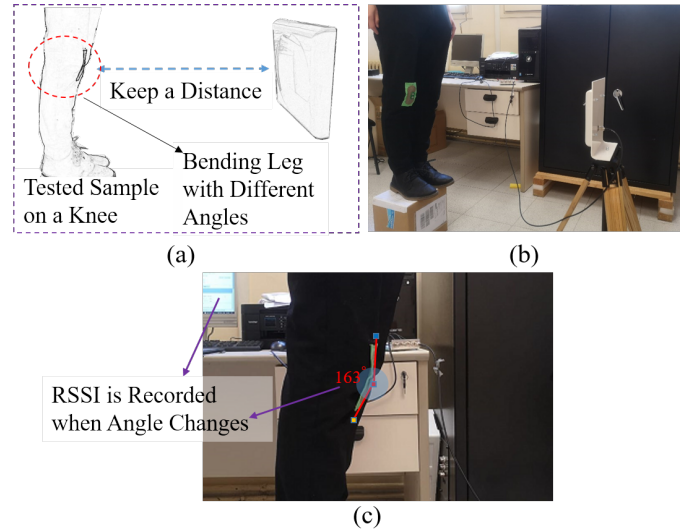 Keep a Distance
Tested Sample
on a Knee
Bending Leg
with Different
Angles
(a)
(b)
163°
RSSI is Recorded
when Angle Changes
(c)